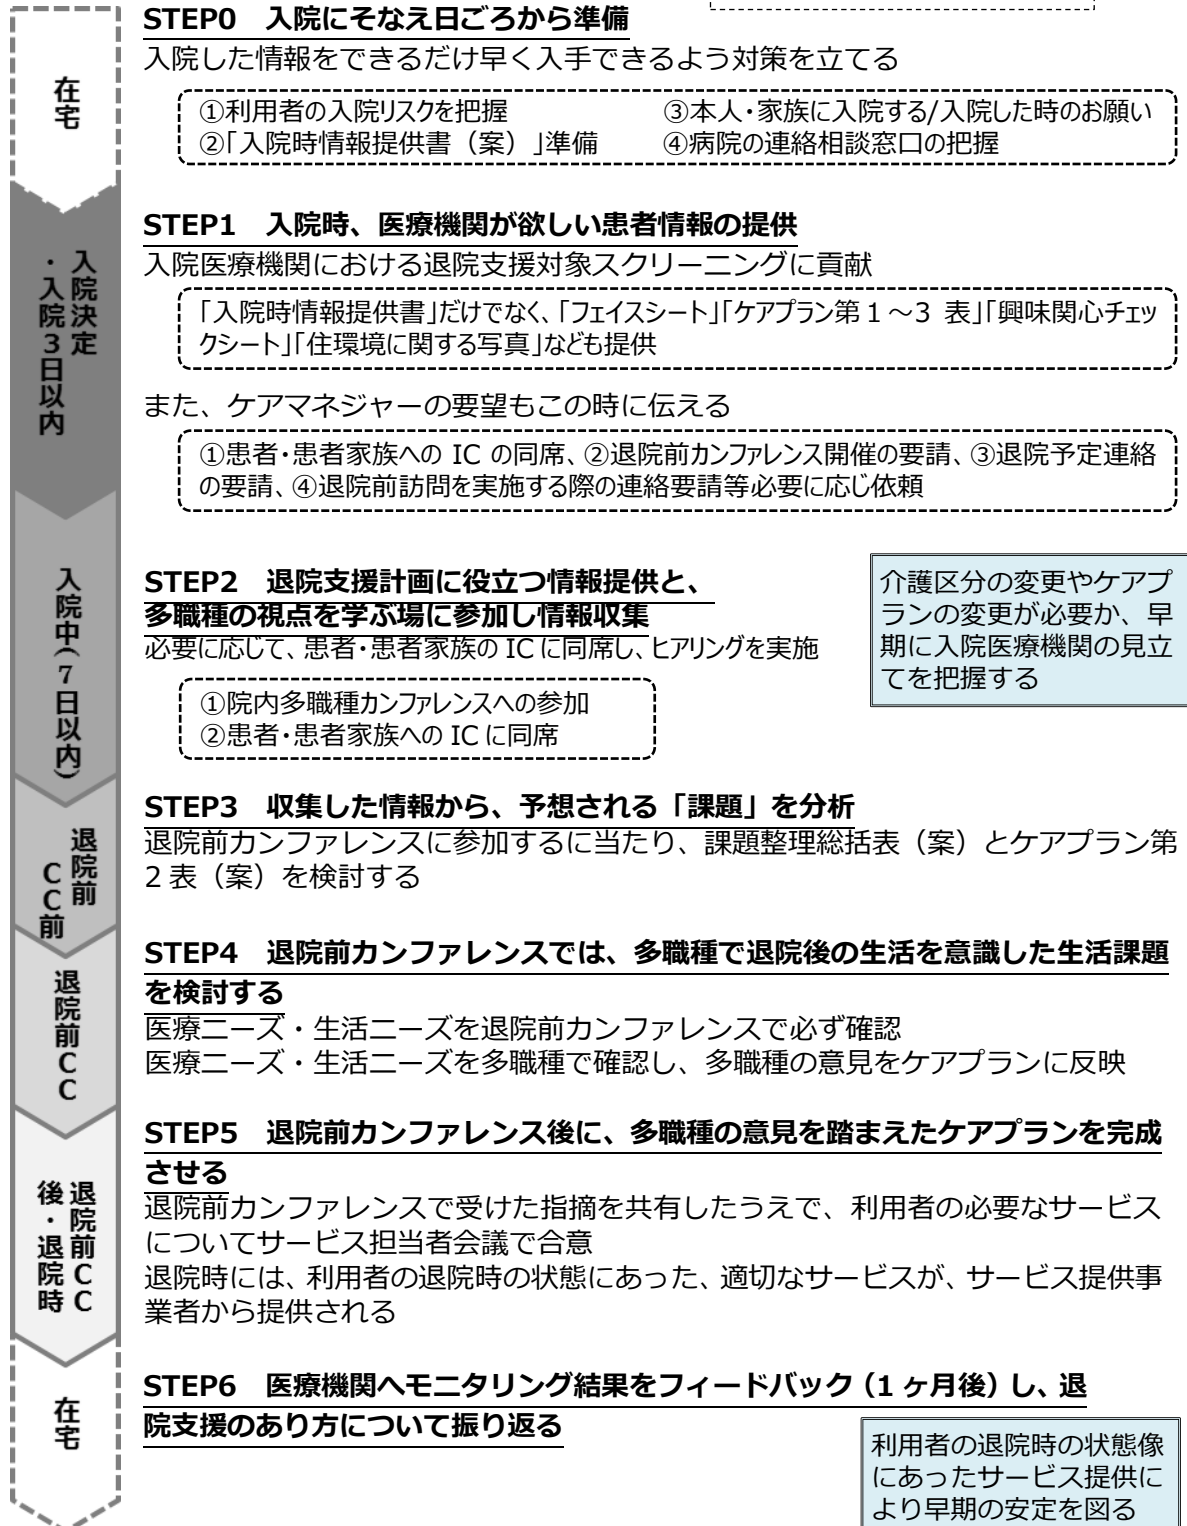 STEP0　入院にそなえ日ごろから準備
入院した情報をできるだけ早く入手できるよう対策を立てる
在宅
①利用者の入院リスクを把握　③本人・家族に入院する/入院した時のお願い
②「入院時情報提供書（案）」準備　④病院の連絡相談窓口の把握
STEP1　入院時、医療機関が欲しい患者情報の提供
入院医療機関における退院支援対象スクリーニングに貢献
入院決定
・入院３日以内
「入院時情報提供書」だけでなく、「フェイスシート」「ケアプラン第１～3 表」「興味関心チェッ
クシート」「住環境に関する写真」なども提供
また、ケアマネジャーの要望もこの時に伝える
①患者・患者家族への IC の同席、②退院前カンファレンス開催の要請、③退院予定連絡
の要請、④退院前訪問を実施する際の連絡要請等必要に応じ依頼
入院中（７日以内）
STEP2　退院支援計画に役立つ情報提供と、
多職種の視点を学ぶ場に参加し情報収集
必要に応じて、患者・患者家族の IC に同席し、ヒアリングを実施
①院内多職種カンファレンスへの参加
②患者・患者家族への IC に同席
介護区分の変更やケアプ
ランの変更が必要か、早
期に入院医療機関の見立
てを把握する
退院前
ＣＣ前
STEP3　収集した情報から、予想される「課題」を分析
退院前カンファレンスに参加するに当たり、課題整理総括表（案）とケアプラン第
２表（案）を検討する
退院前ＣＣ
STEP4　退院前カンファレンスでは、多職種で退院後の生活を意識した生活課題
を検討する
医療ニーズ・生活ニーズを退院前カンファレンスで必ず確認
医療ニーズ・生活ニーズを多職種で確認し、多職種の意見をケアプランに反映
退院前ＣＣ
後・退院時
STEP5　退院前カンファレンス後に、多職種の意見を踏まえたケアプランを完成
させる
退院前カンファレンスで受けた指摘を共有したうえで、利用者の必要なサービス
についてサービス担当者会議で合意
退院時には、利用者の退院時の状態にあった、適切なサービスが、サービス提供事
業者から提供される
在宅
STEP6　医療機関へモニタリング結果をフィードバック（1 ヶ月後）し、退
院支援のあり方について振り返る
利用者の退院時の状態像
にあったサービス提供に
より早期の安定を図る